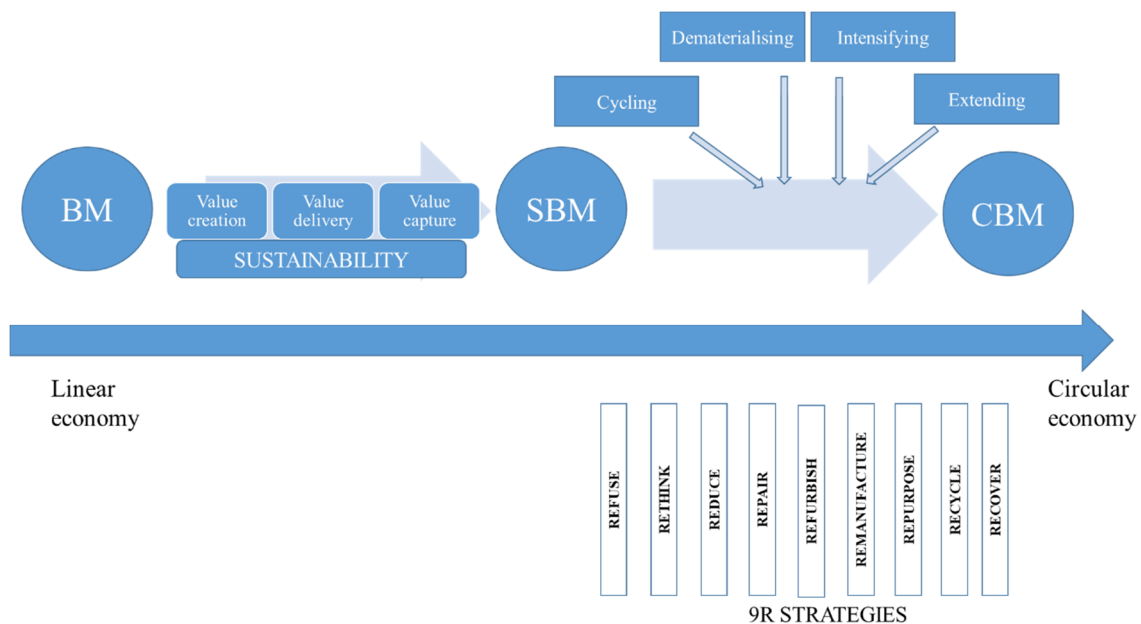 Dematerialising
Intensifying
Cycling
Extending
BM
Value
creation
Value
delivery
Value
capture
SUSTAINABILITY
SBM
CBM
Linear
economy
Circular
economy
REFUSE
RETHINK
REDUCE
REPAIR
REFURBISH
REMANUFACTURE
REPURPOSE
RECYCLE
RECOVER
9R STRATEGIES